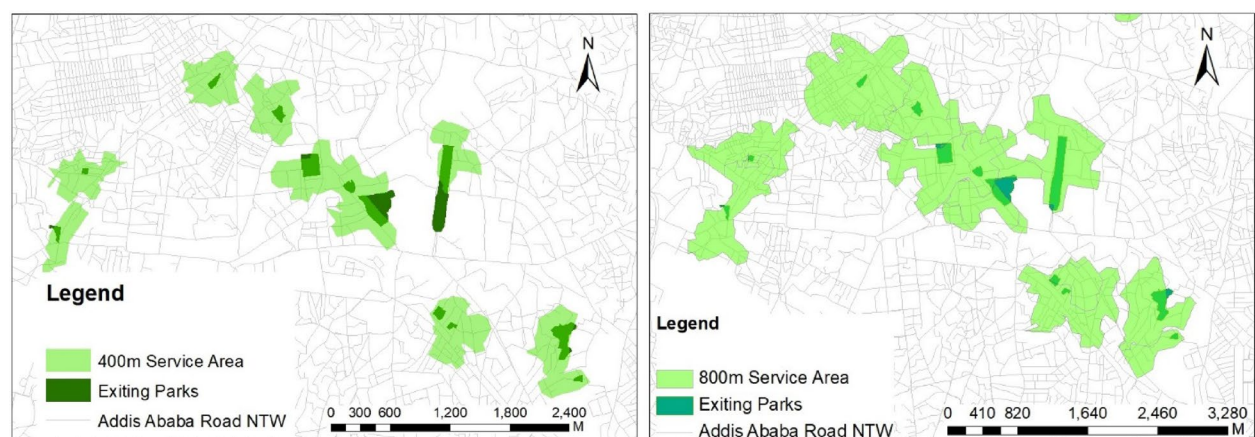 N
Legend
400m Service Area
Exiting Parks
Addis Ababa Road NTW
0 300 600 1,200 1,800 2,400
M
N
Legend
800m Service Area
Exiting Parks
Addis Ababa Road NTW
0 410 820 1,640 2,460 3,280
M